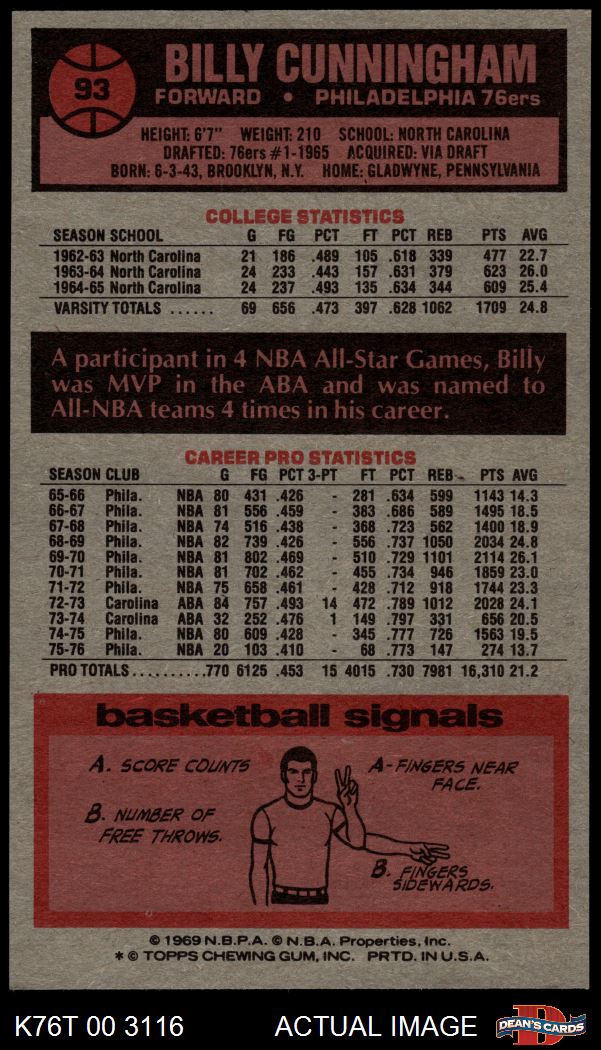 93
BILLY CUNNINGHAM
FORWARD • PHILADELPHIA 76ers
HEIGHT: 6'7" WEIGHT: 210 SCHOOL: NORTH CAROLINA
DRAFTED: 76ers #1-1965 ACQUIRED: VIA DRAFT
BORN: 6-3-43, BROOKLYN, N.Y. HOME: GLADWYNE, PENNSYLVANIA
COLLEGE STATISTICS
SEASON SCHOOL G FG PCT FT PCT REB PTS AVG
1962-63 North Carolina 21 186 .489 105 .618 339 477 22.7
1963-64 North Carolina 24 233 .443 157 .631 379 623 26.0
1964-65 North Carolina 24 237 .493 135 .634 344 609 25.4
VARSITY TOTALS ...... 69 656 .473 397 .628 1062 1709 24.8
A participant in 4 NBA All-Star Games, Billy
was MVP in the ABA and was named to
All-NBA teams 4 times in his career.
CAREER PRO STATISTICS
SEASON CLUB G FG PCT 3-PT FT PCT REB PTS AVG
65-66 Phila. NBA 80 431 .426 - 281 .634 599 1143 14.3
66-67 Phila. NBA 81 556 .459 - 383 .686 589 1495 18.5
67-68 Phila. NBA 74 516 .438 - 368 .723 562 1400 18.9
68-69 Phila. NBA 82 739 .426 - 556 .737 1050 2034 24.8
69-70 Phila. NBA 81 802 .469 - 510 .729 1101 2114 26.1
70-71 Phila. NBA 81 702 .462 - 455 .734 946 1859 23.0
71-72 Phila. NBA 75 658 .461 - 428 .712 918 1744 23.3
72-73 Carolina ABA 84 757 .493 14 472 .789 1012 2028 24.1
73-74 Carolina ABA 32 252 .476 1 149 .797 331 656 20.5
74-75 Phila. NBA 80 609 .428 - 345 .777 726 1563 19.5
75-76 Phila. NBA 20 103 .410 - 68 .773 147 274 13.7
PRO TOTALS..........770 6125 .453 15 4015 .730 7981 16,310 21.2
basketball signals
A. SCORE COUNTS
A-FINGERS NEAR
FACE.
B. NUMBER OF
FREE THROWS.
B. FINGERS
SIDEWARDS.
© 1969 N.B.P.A. © N.B.A. Properties, Inc.
* © TOPPS CHEWING GUM, INC. PRTD. IN U.S.A.
K76T 00 3116 ACTUAL IMAGE
D
DEAN'S CARDS